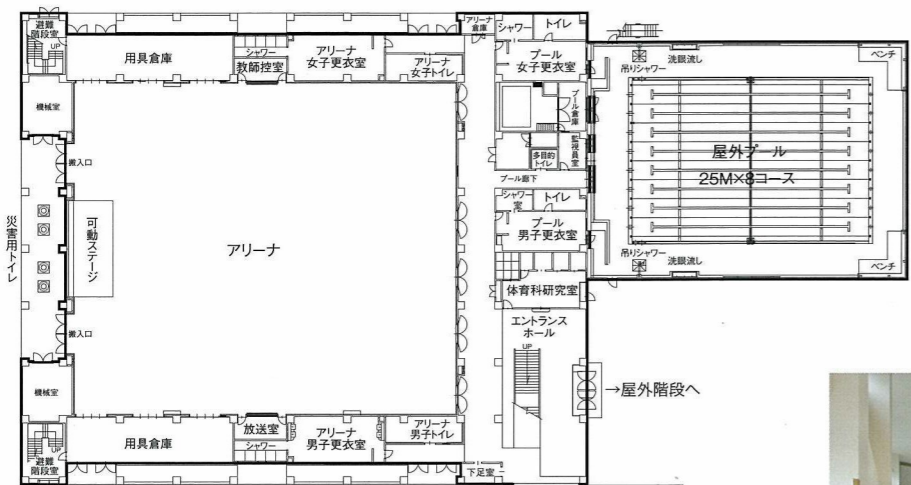 避難
階段室
UP
用具倉庫
シャワー
教師控室
アリーナ
女子更衣室
アリーナ
女子トイレ
アリーナ
倉庫
シャワー
トイレ
プール
女子更衣室
プール倉庫
監視員室
多目的
トイレ
プール廊下
シャワー
室
トイレ
プール
男子更衣室
体育科研究室
エントランス
ホール
UP
下足室
機械室
搬入口
災害用トイレ
可動ステージ
アリーナ
搬入口
機械室
UP
避難
階段室
用具倉庫
放送室
シャワー
アリーナ
男子更衣室
アリーナ
男子トイレ
吊りシャワー
洗眼流し
ベンチ
屋外プール
25M×8コース
吊りシャワー
洗眼流し
ベンチ
→屋外階段へ